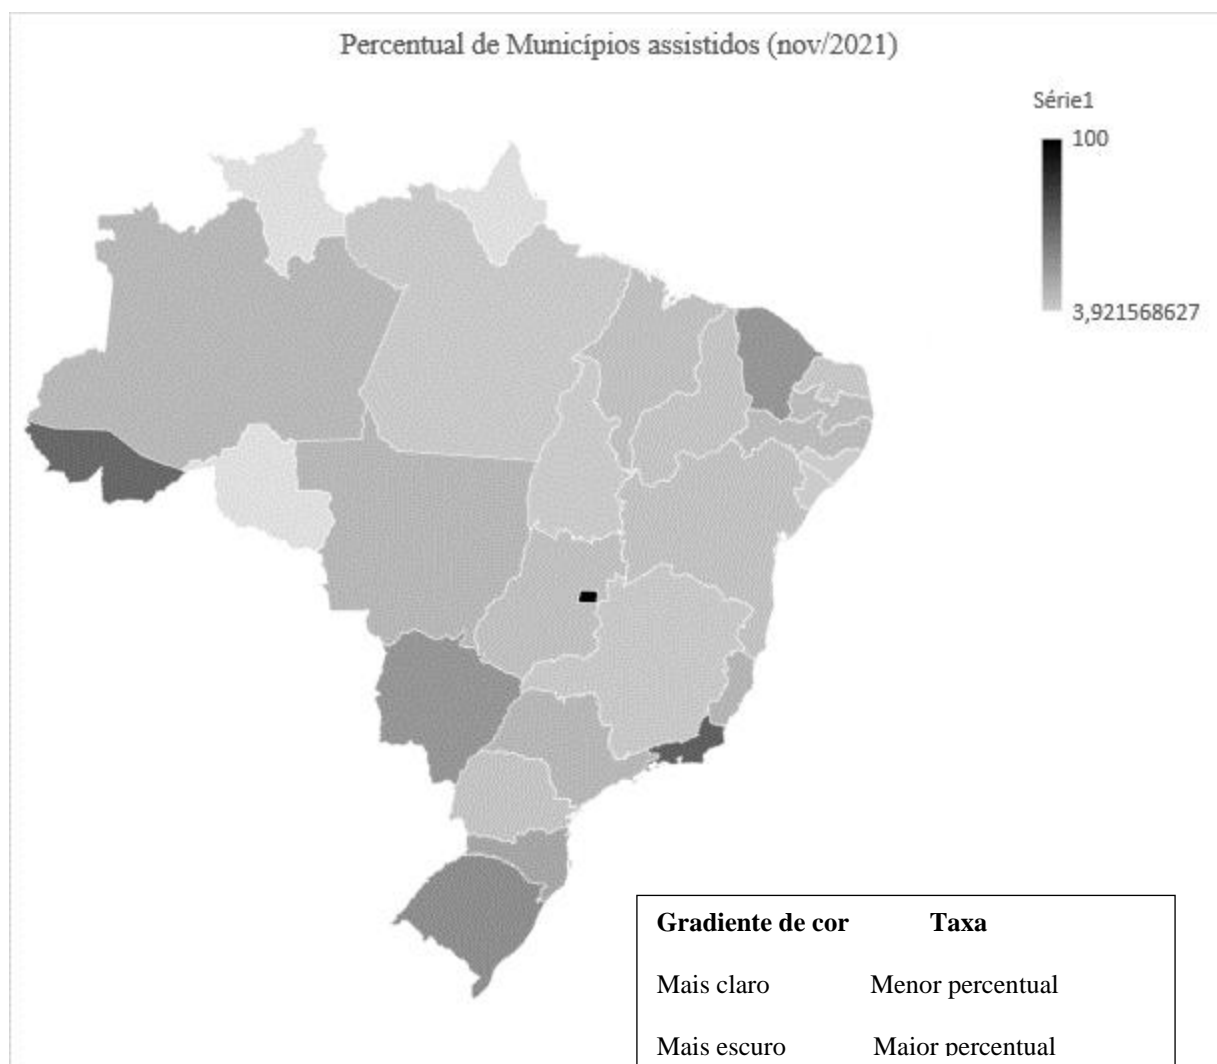 Percentual de Municípios assistidos (nov/2021)
Série1
100
3,921568627
Gradiente de cor Taxa
Mais claro Menor percentual
Mais escuro Maior percentual